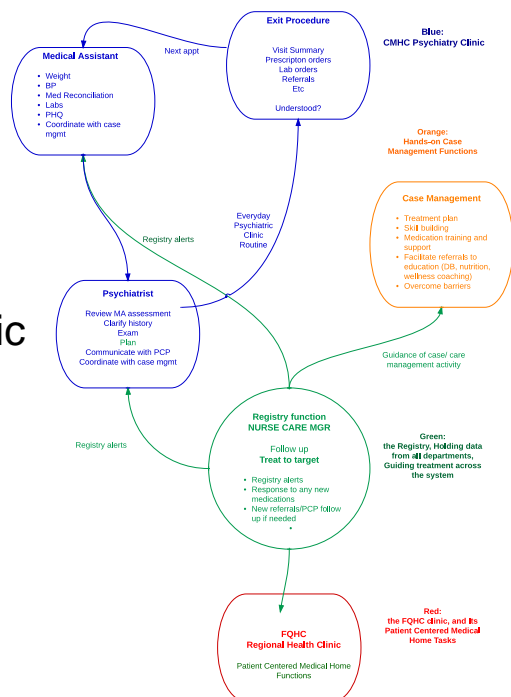 Exit Procedure
Visit Summary
Prescripton orders
Lab orders
Referrals
Etc
Understood?
Blue:
CMHC Psychiatry Clinic
Next appt
Medical Assistant
• Weight
• BP
• Med Reconciliation
• Labs
• PHQ
• Coordinate with case
mgmt
Orange:
Hands-on Case
Management Functions
Case Management
• Treatment plan
• Skill building
• Medication training and
support
• Facilitate referrals to
education (DB, nutrition,
wellness coaching)
• Overcome barriers
Everyday
Psychiatric
Clinic
Routine
Registry alerts
ic
Psychiatrist
Review MA assessment
Clarify history
Exam
Plan
Communicate with PCP
Coordinate with case mgmt
Guidance of case/ care
management activity
Registry alerts
Registry function
NURSE CARE MGR
Follow up
Treat to target
• Registry alerts
• Response to any new
medications
• New referrals/PCP follow
up if needed
•
Green:
the Registry, Holding data
from all departments,
Guiding treatment across
the system
FQHC
Regional Health Clinic
Patient Centered Medical Home
Functions
Red:
the FQHC clinic, and Its
Patient Centered Medical
Home Tasks